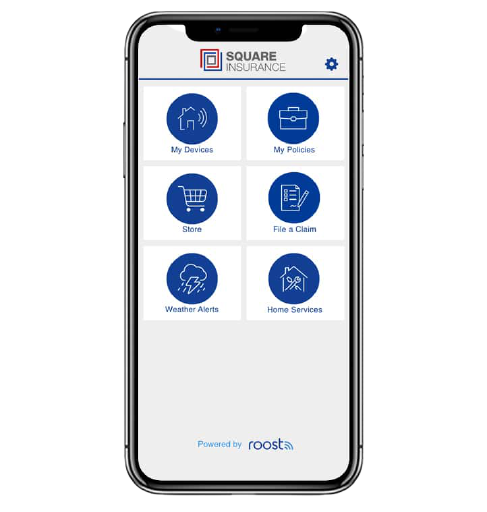 SQUARE
INSURANCE
My Devices
My Policies
Store
File a Claim
Weather Alerts
Home Services
Powered by roost